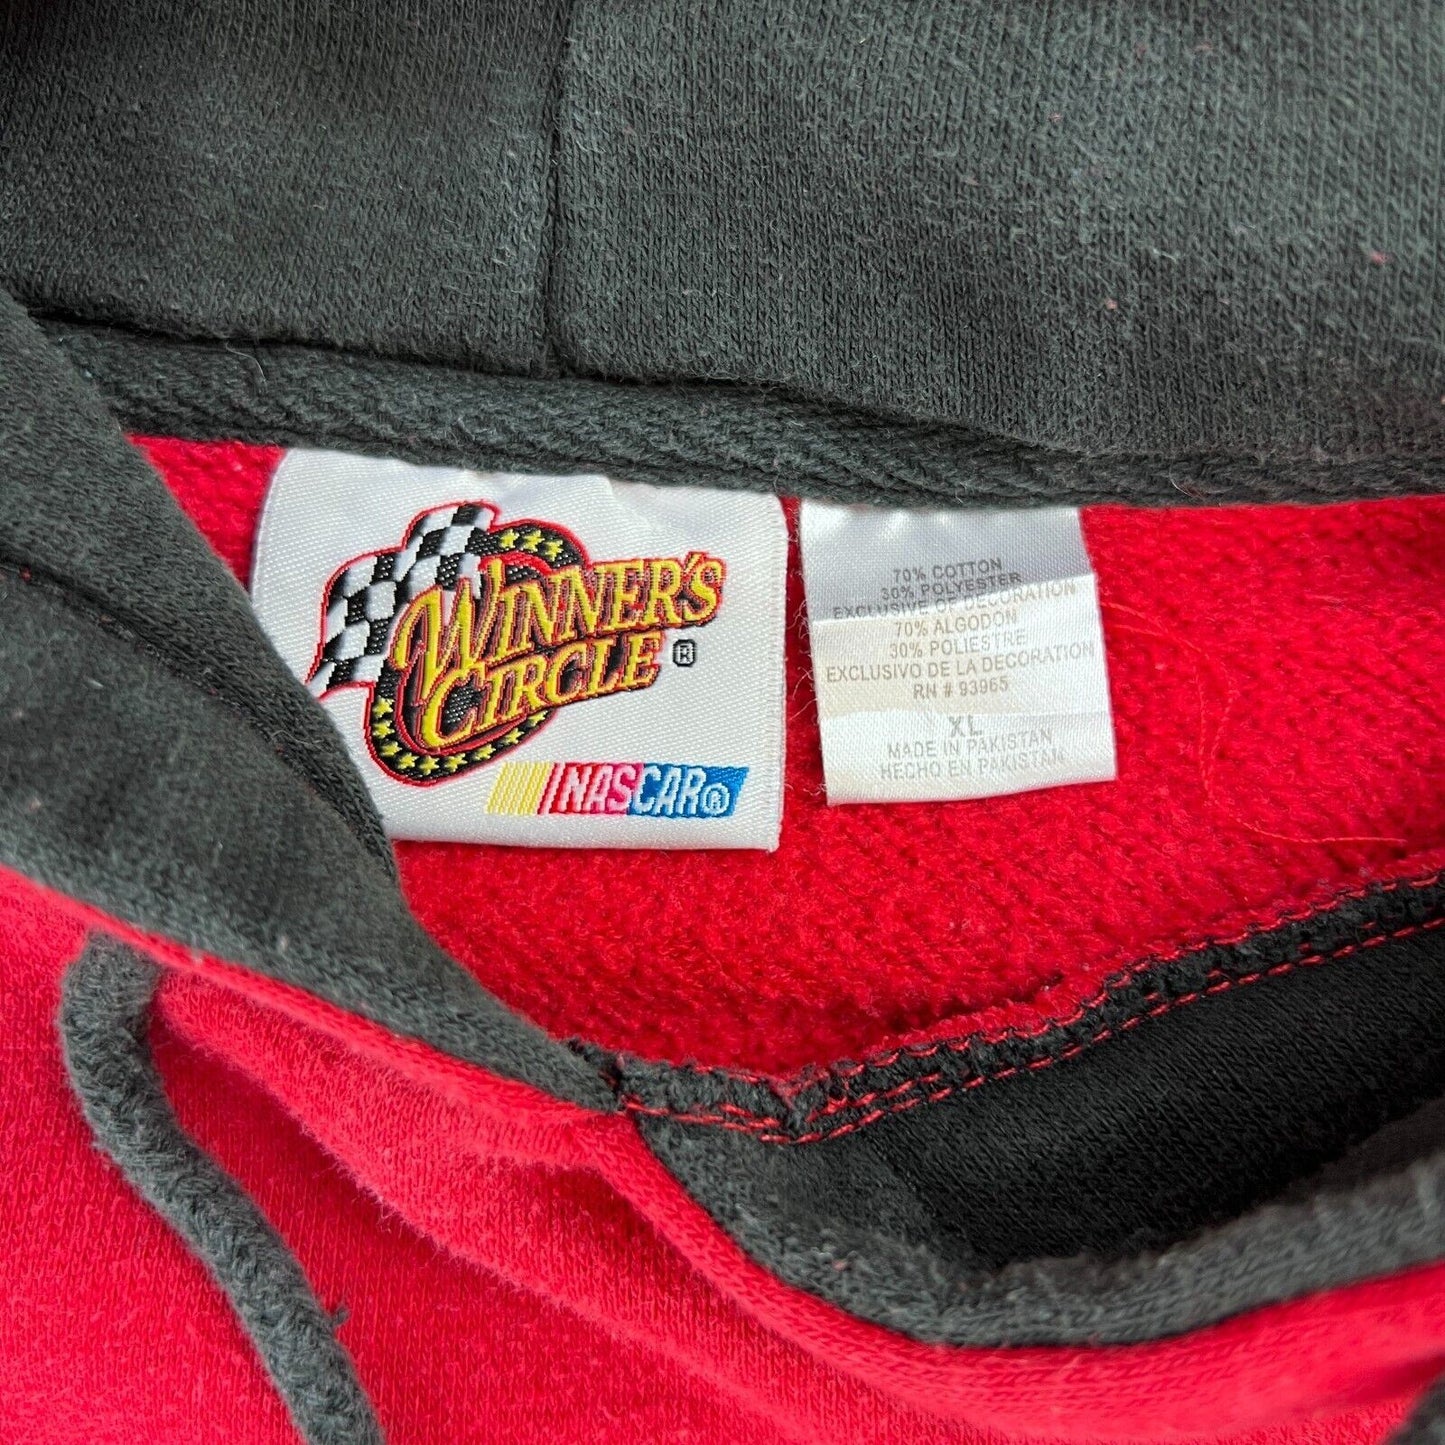 WINNER'S
CIRCLE ®
NASCAR®
70% COTTON
30% POLYESTER
EXCLUSIVE OF DECORATION
70% ALGODON
30% POLIESTRE
EXCLUSIVO DE LA DECORATION
RN # 93965
XL
MADE IN PAKISTAN
HECHO EN PAKISTAN